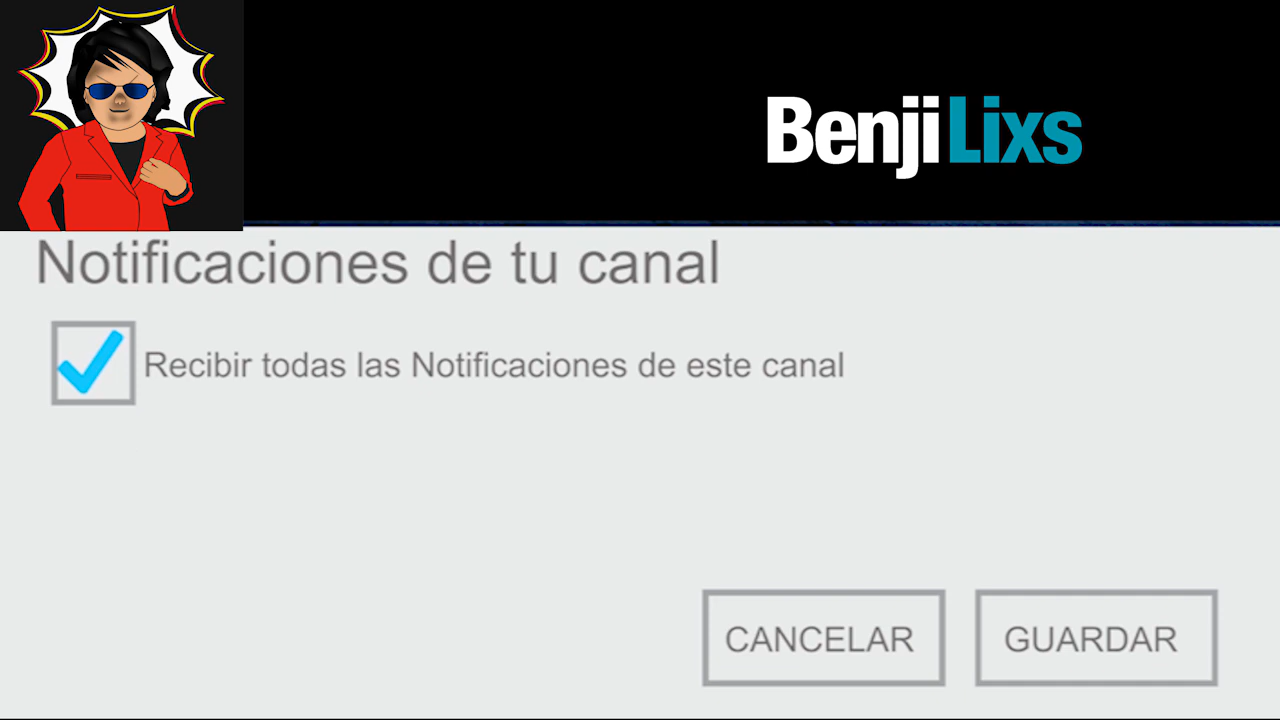 BenjiLixs
Notificaciones de tu canal
Recibir todas las Notificaciones de este canal
CANCELAR
GUARDAR